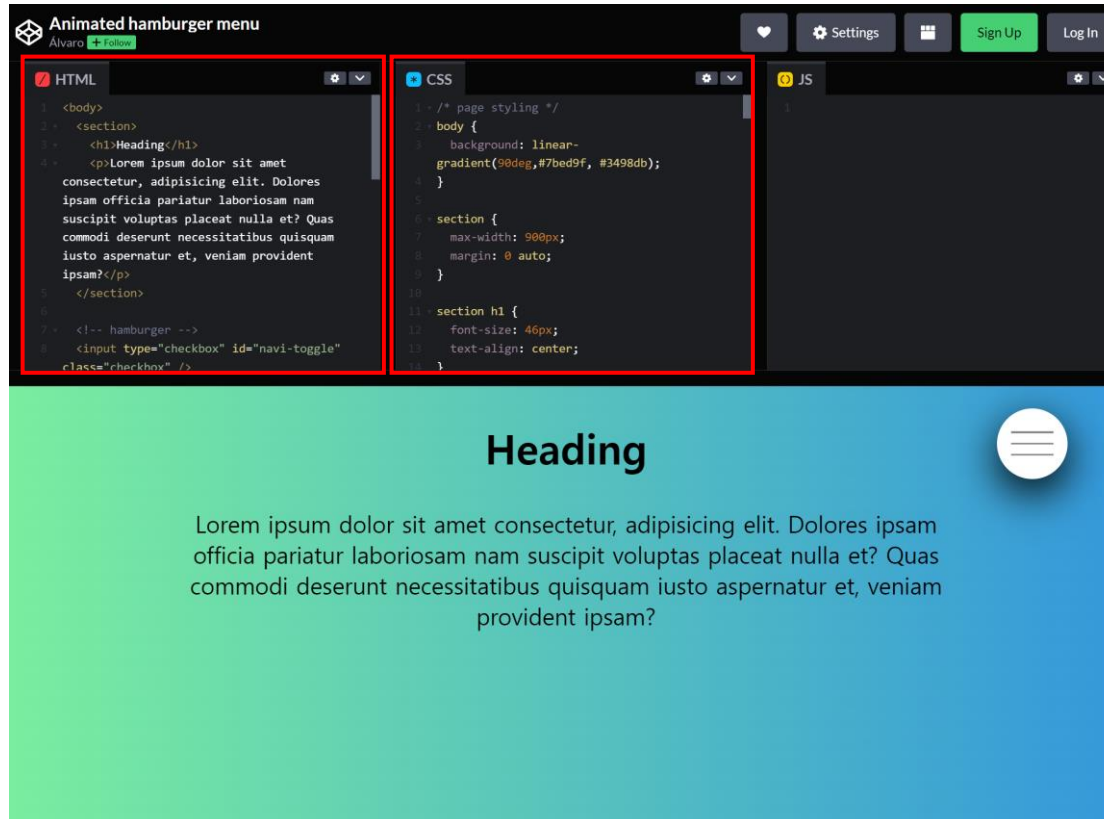 Animated hamburger menu
Álvaro + Follow
Settings
Sign Up
Log In
HTML
1 <body>
2 <section>
3 <h1>Heading</h1>
4 <p>Lorem ipsum dolor sit amet
consectetur, adipisicing elit. Dolores
ipsam officia pariatur laboriosam nam
suscipit voluptas placeat nulla et? Quas
commodi deserunt necessitatibus quisquam
iusto aspernatur et, veniam provident
ipsam?</p>
5 </section>
6
7 <!-- hamburger -->
8 <input type="checkbox" id="navi-toggle"
class="checkbox" />
CSS
1 /* page styling */
2 body {
3 background: linear-
gradient(90deg,#7bed9f, #3498db);
4 }
5
6 section {
7 max-width: 900px;
8 margin: 0 auto;
9 }
10
11 section h1 {
12 font-size: 46px;
13 text-align: center;
14 }
JS
1
Heading
Lorem ipsum dolor sit amet consectetur, adipisicing elit. Dolores ipsam
officia pariatur laboriosam nam suscipit voluptas placeat nulla et? Quas
commodi deserunt necessitatibus quisquam iusto aspernatur et, veniam
provident ipsam?